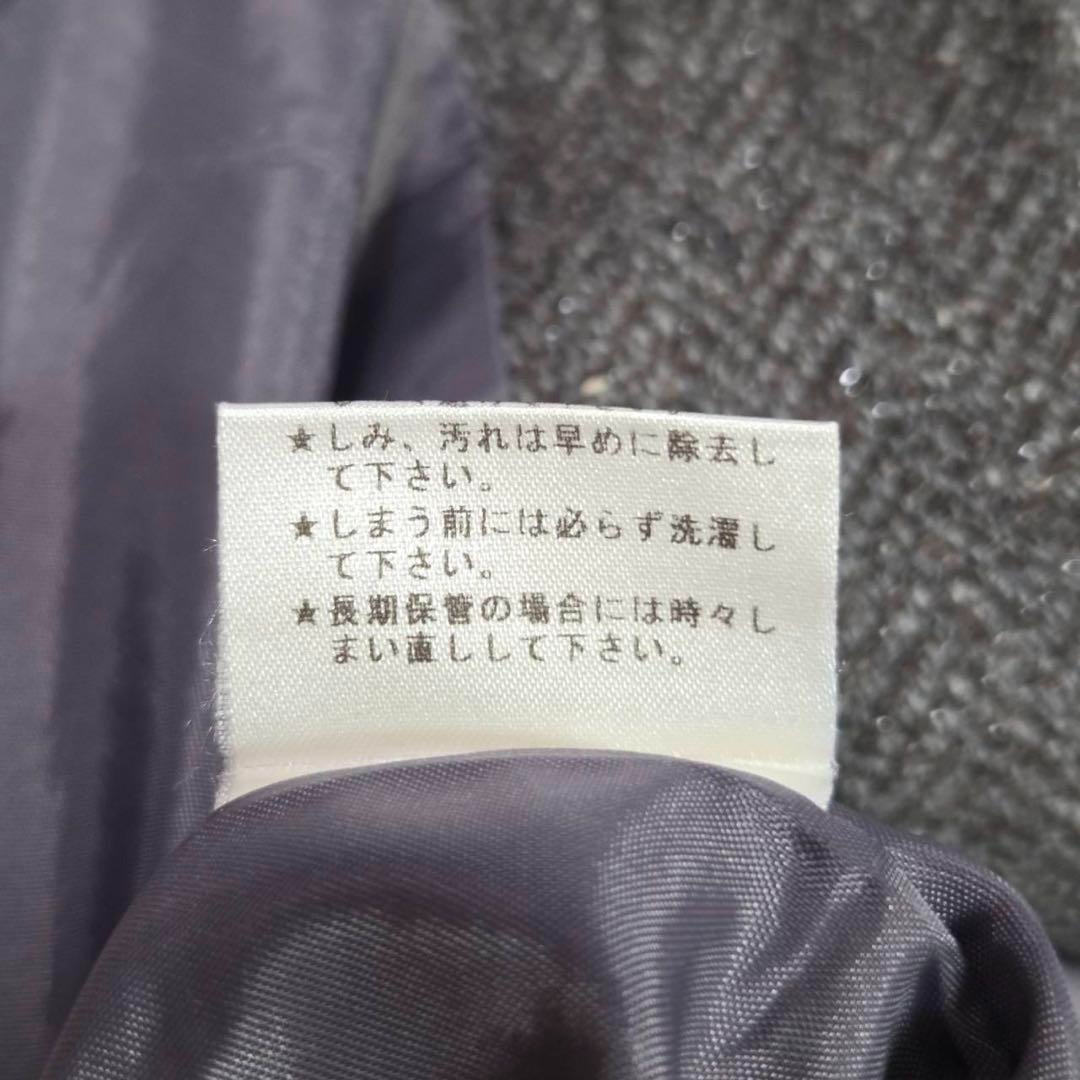 ★しみ、汚れは早めに除去し
て下さい。
★しまう前には必らず洗濯し
て下さい。
★長期保管の場合には時々し
まい直しして下さい。